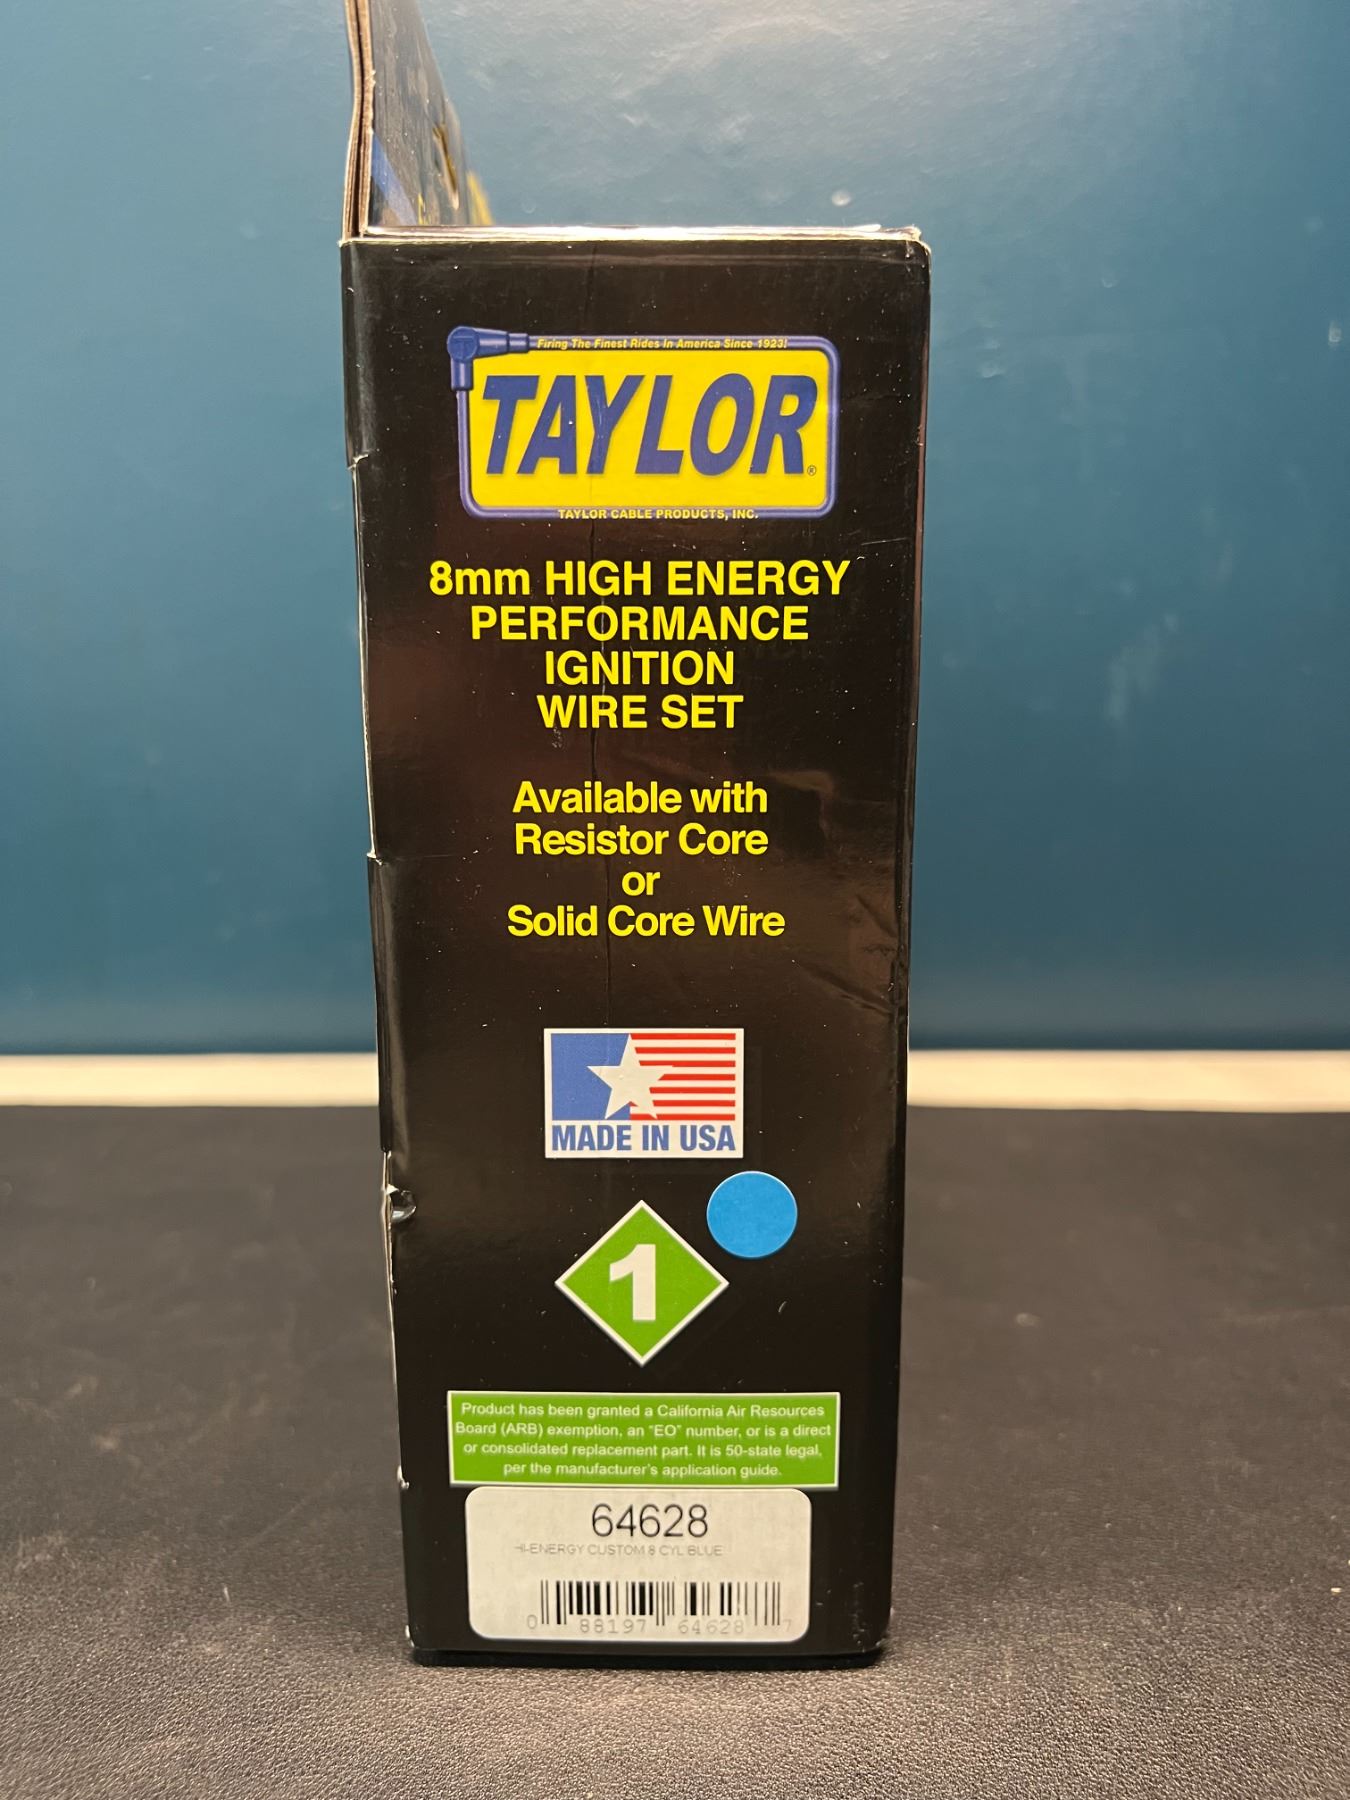 Firing The Finest Rides In America Since 1923!
TAYLOR®
TAYLOR CABLE PRODUCTS, INC.
8mm HIGH ENERGY
PERFORMANCE
IGNITION
WIRE SET
Available with
Resistor Core
or
Solid Core Wire
MADE IN USA
1
Product has been granted a California Air Resources
Board (ARB) exemption, an "EO" number, or is a direct
or consolidated replacement part. It is 50-state legal,
per the manufacturer's application guide.
64628
HI-ENERGY CUSTOM 8 CYL BLUE
0 88197 64628 7